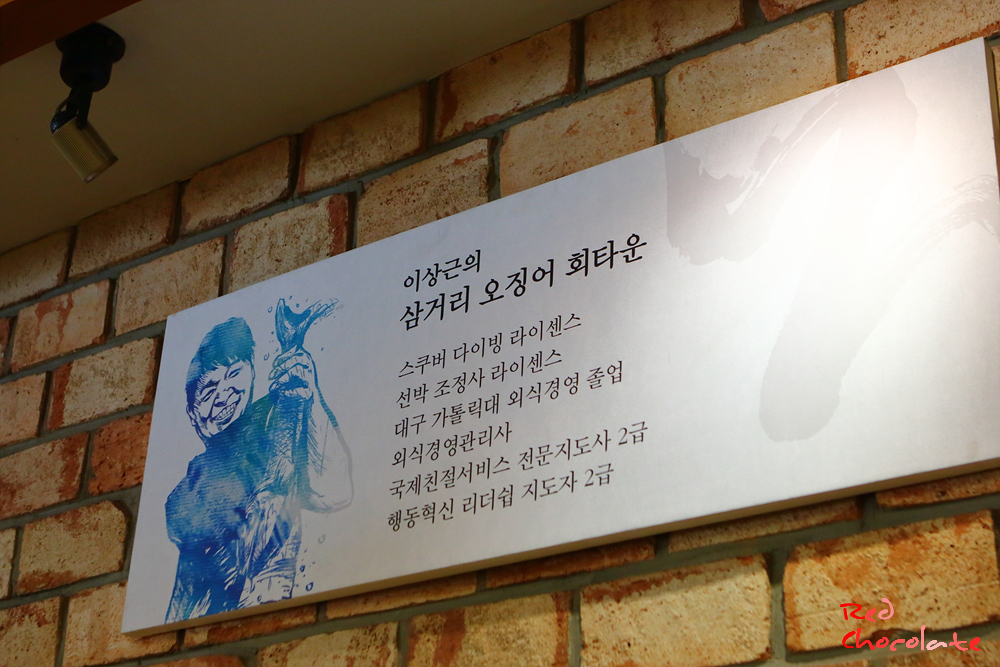 이상근의
삼거리 오징어 회타운
스쿠버 다이빙 라이센스
선박 조정사 라이센스
대구 가톨릭대 외식경영 졸업
외식경영관리사
국제친절서비스 전문지도사 2급
행동혁신 리더쉽 지도자 2급
Red
Chocolate